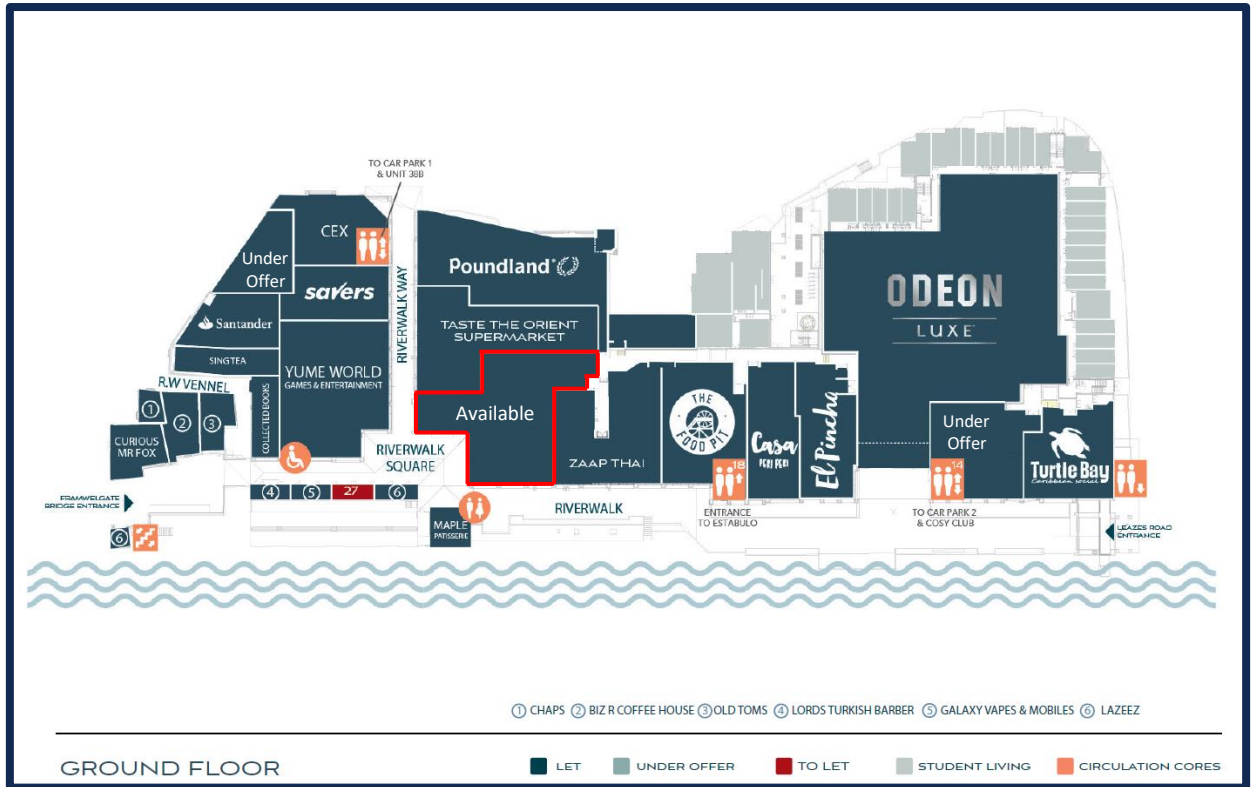 TO CAR PARK 1
& UNIT 38B
CEX
Under
Offer
savers
Santander
SINGTEA
R.W VENNEL
YUME WORLD
GAMES & ENTERTAINMENT
COLLECTED BOOKS
1
2
3
CURIOUS
MR FOX
RIVERWALK WAY
Poundland
TASTE THE ORIENT
SUPERMARKET
Available
RIVERWALK
SQUARE
ZAAP THAI
THE
FOOD PIT
Casa
PERI PERI
El Pincho
ODEON
LUXE
Under
Offer
Turtle Bay
Caribbean social
18
14
4
5
27
6
FRAMWELGATE
BRIDGE ENTRANCE
6
MAPLE
PATISSERIE
RIVERWALK
ENTRANCE
TO ESTABULO
TO CAR PARK 2
& COSY CLUB
LEAZES ROAD
ENTRANCE
1 CHAPS 2 BIZ R COFFEE HOUSE 3 OLD TOMS 4 LORDS TURKISH BARBER 5 GALAXY VAPES & MOBILES 6 LAZEEZ
GROUND FLOOR
LET UNDER OFFER TO LET STUDENT LIVING CIRCULATION CORES